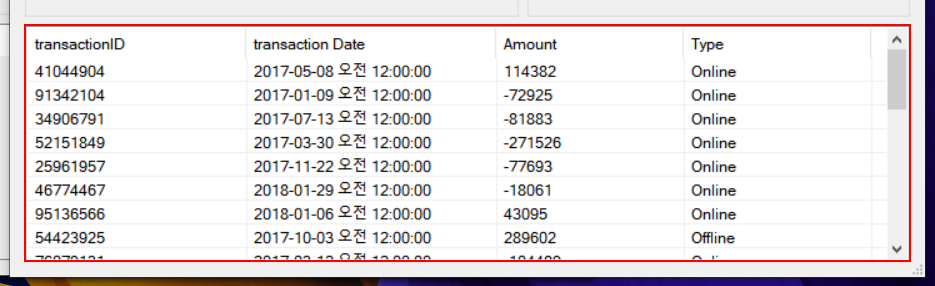 transactionID transaction Date Amount Type
41044904 2017-05-08 오전 12:00:00 114382 Online
91342104 2017-01-09 오전 12:00:00 -72925 Online
34906791 2017-07-13 오전 12:00:00 -81883 Online
52151849 2017-03-30 오전 12:00:00 -271526 Online
25961957 2017-11-22 오전 12:00:00 -77693 Online
46774467 2018-01-29 오전 12:00:00 -18061 Online
95136566 2018-01-06 오전 12:00:00 43095 Online
54423925 2017-10-03 오전 12:00:00 289602 Offline